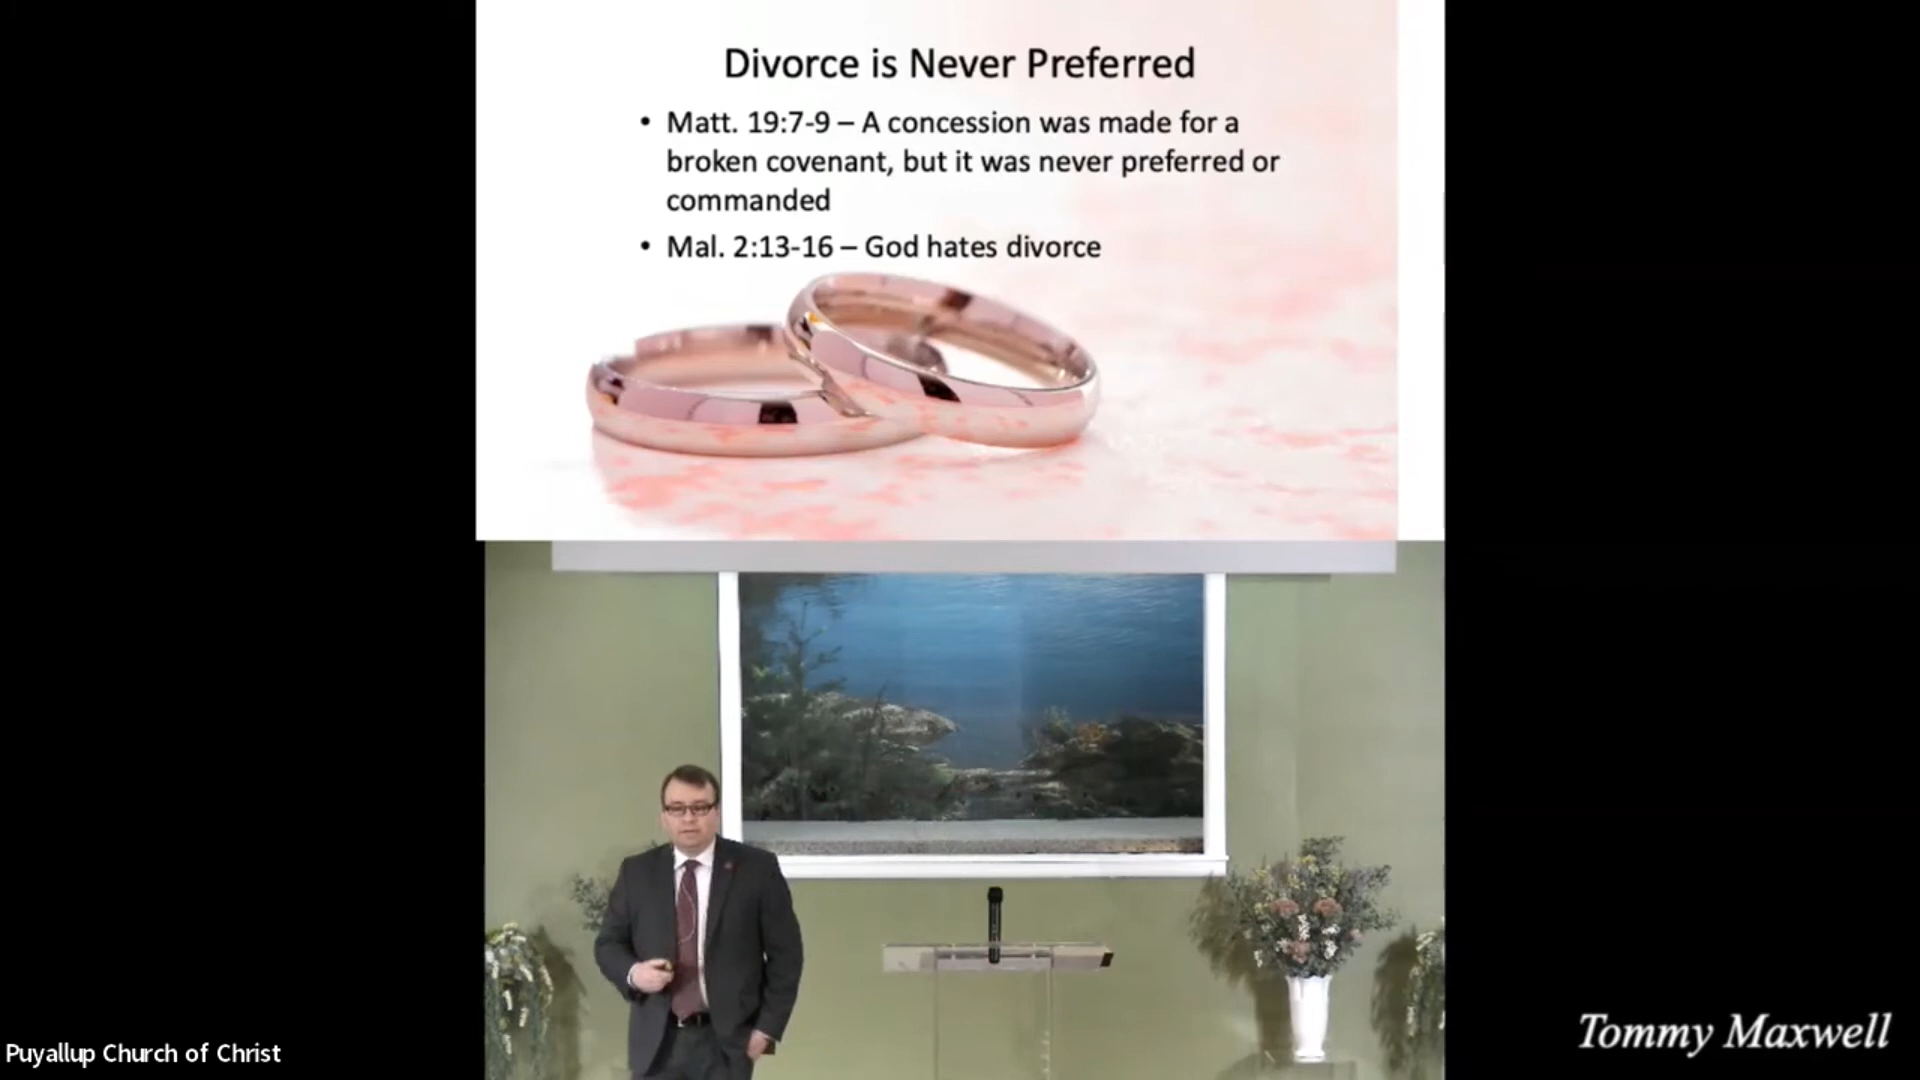 Divorce is Never Preferred
• Matt. 19:7-9 – A concession was made for a
broken covenant, but it was never preferred or
commanded
• Mal. 2:13-16 – God hates divorce
Puyallup Church of Christ
Tommy Maxwell